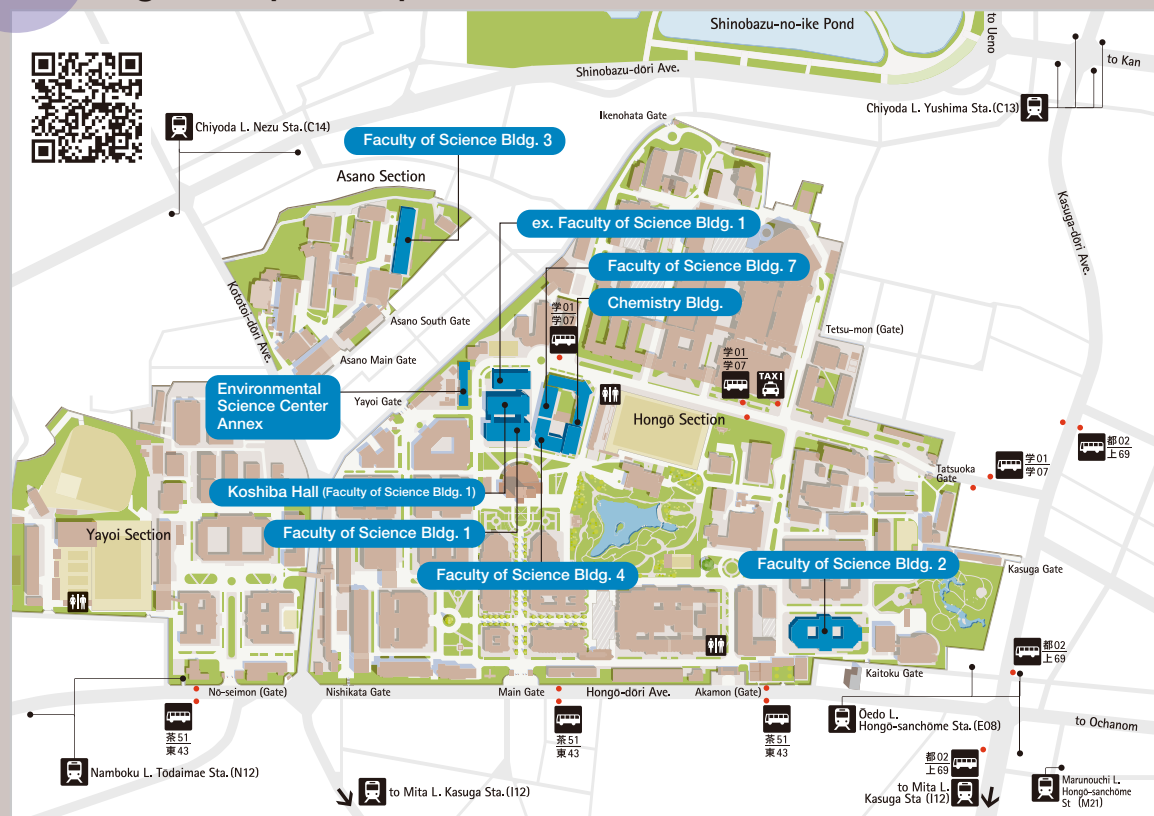 Shinobazu-no-ike Pond
to Ueno
to Kan
Shinobazu-dōri Ave.
Chiyoda L. Yushima Sta.(C13)
Ikenohata Gate
Chiyoda L. Nezu Sta.(C14)
Faculty of Science Bldg. 3
Asano Section
Kasuga-dōri Ave.
ex. Faculty of Science Bldg. 1
Faculty of Science Bldg. 7
Chemistry Bldg.
学01
学07
Kototoi-dōri Ave.
Asano South Gate
Tetsu-mon (Gate)
Asano Main Gate
学01
学07
TAXI
Environmental
Science Center
Annex
Yayoi Gate
Hongō Section
都02
上69
学01
学07
Tatsuoka
Gate
Koshiba Hall (Faculty of Science Bldg. 1)
Yayoi Section
Faculty of Science Bldg. 1
Faculty of Science Bldg. 4
Faculty of Science Bldg. 2
Kasuga Gate
都02
上69
Kaitoku Gate
Nō-seimon (Gate)
Nishikata Gate
Main Gate
Hongō-dōri Ave.
Akamon (Gate)
茶51
東43
茶51
東43
茶51
東43
Ōedo L.
Hongō-sanchōme Sta.(E08)
to Ochanom
都02
上69
Namboku L. Tōdaimae Sta.(N12)
to Mita L. Kasuga Sta.(I12)
to Mita L.
Kasuga Sta (I12)
Marunouchi L.
Hongō-sanchōme
St (M21)